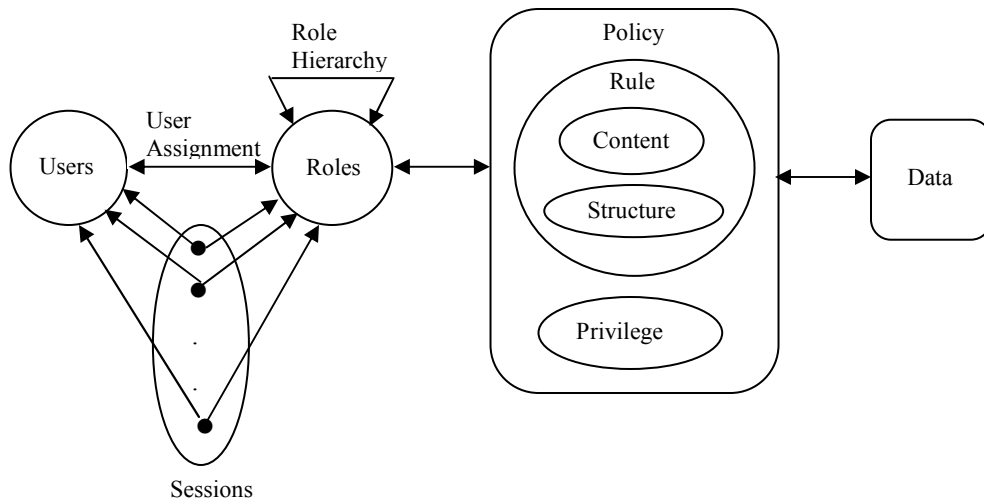 Role
Hierarchy
Policy
Rule
User
Assignment
Content
Users
Roles
Data
Structure
Privilege
Sessions